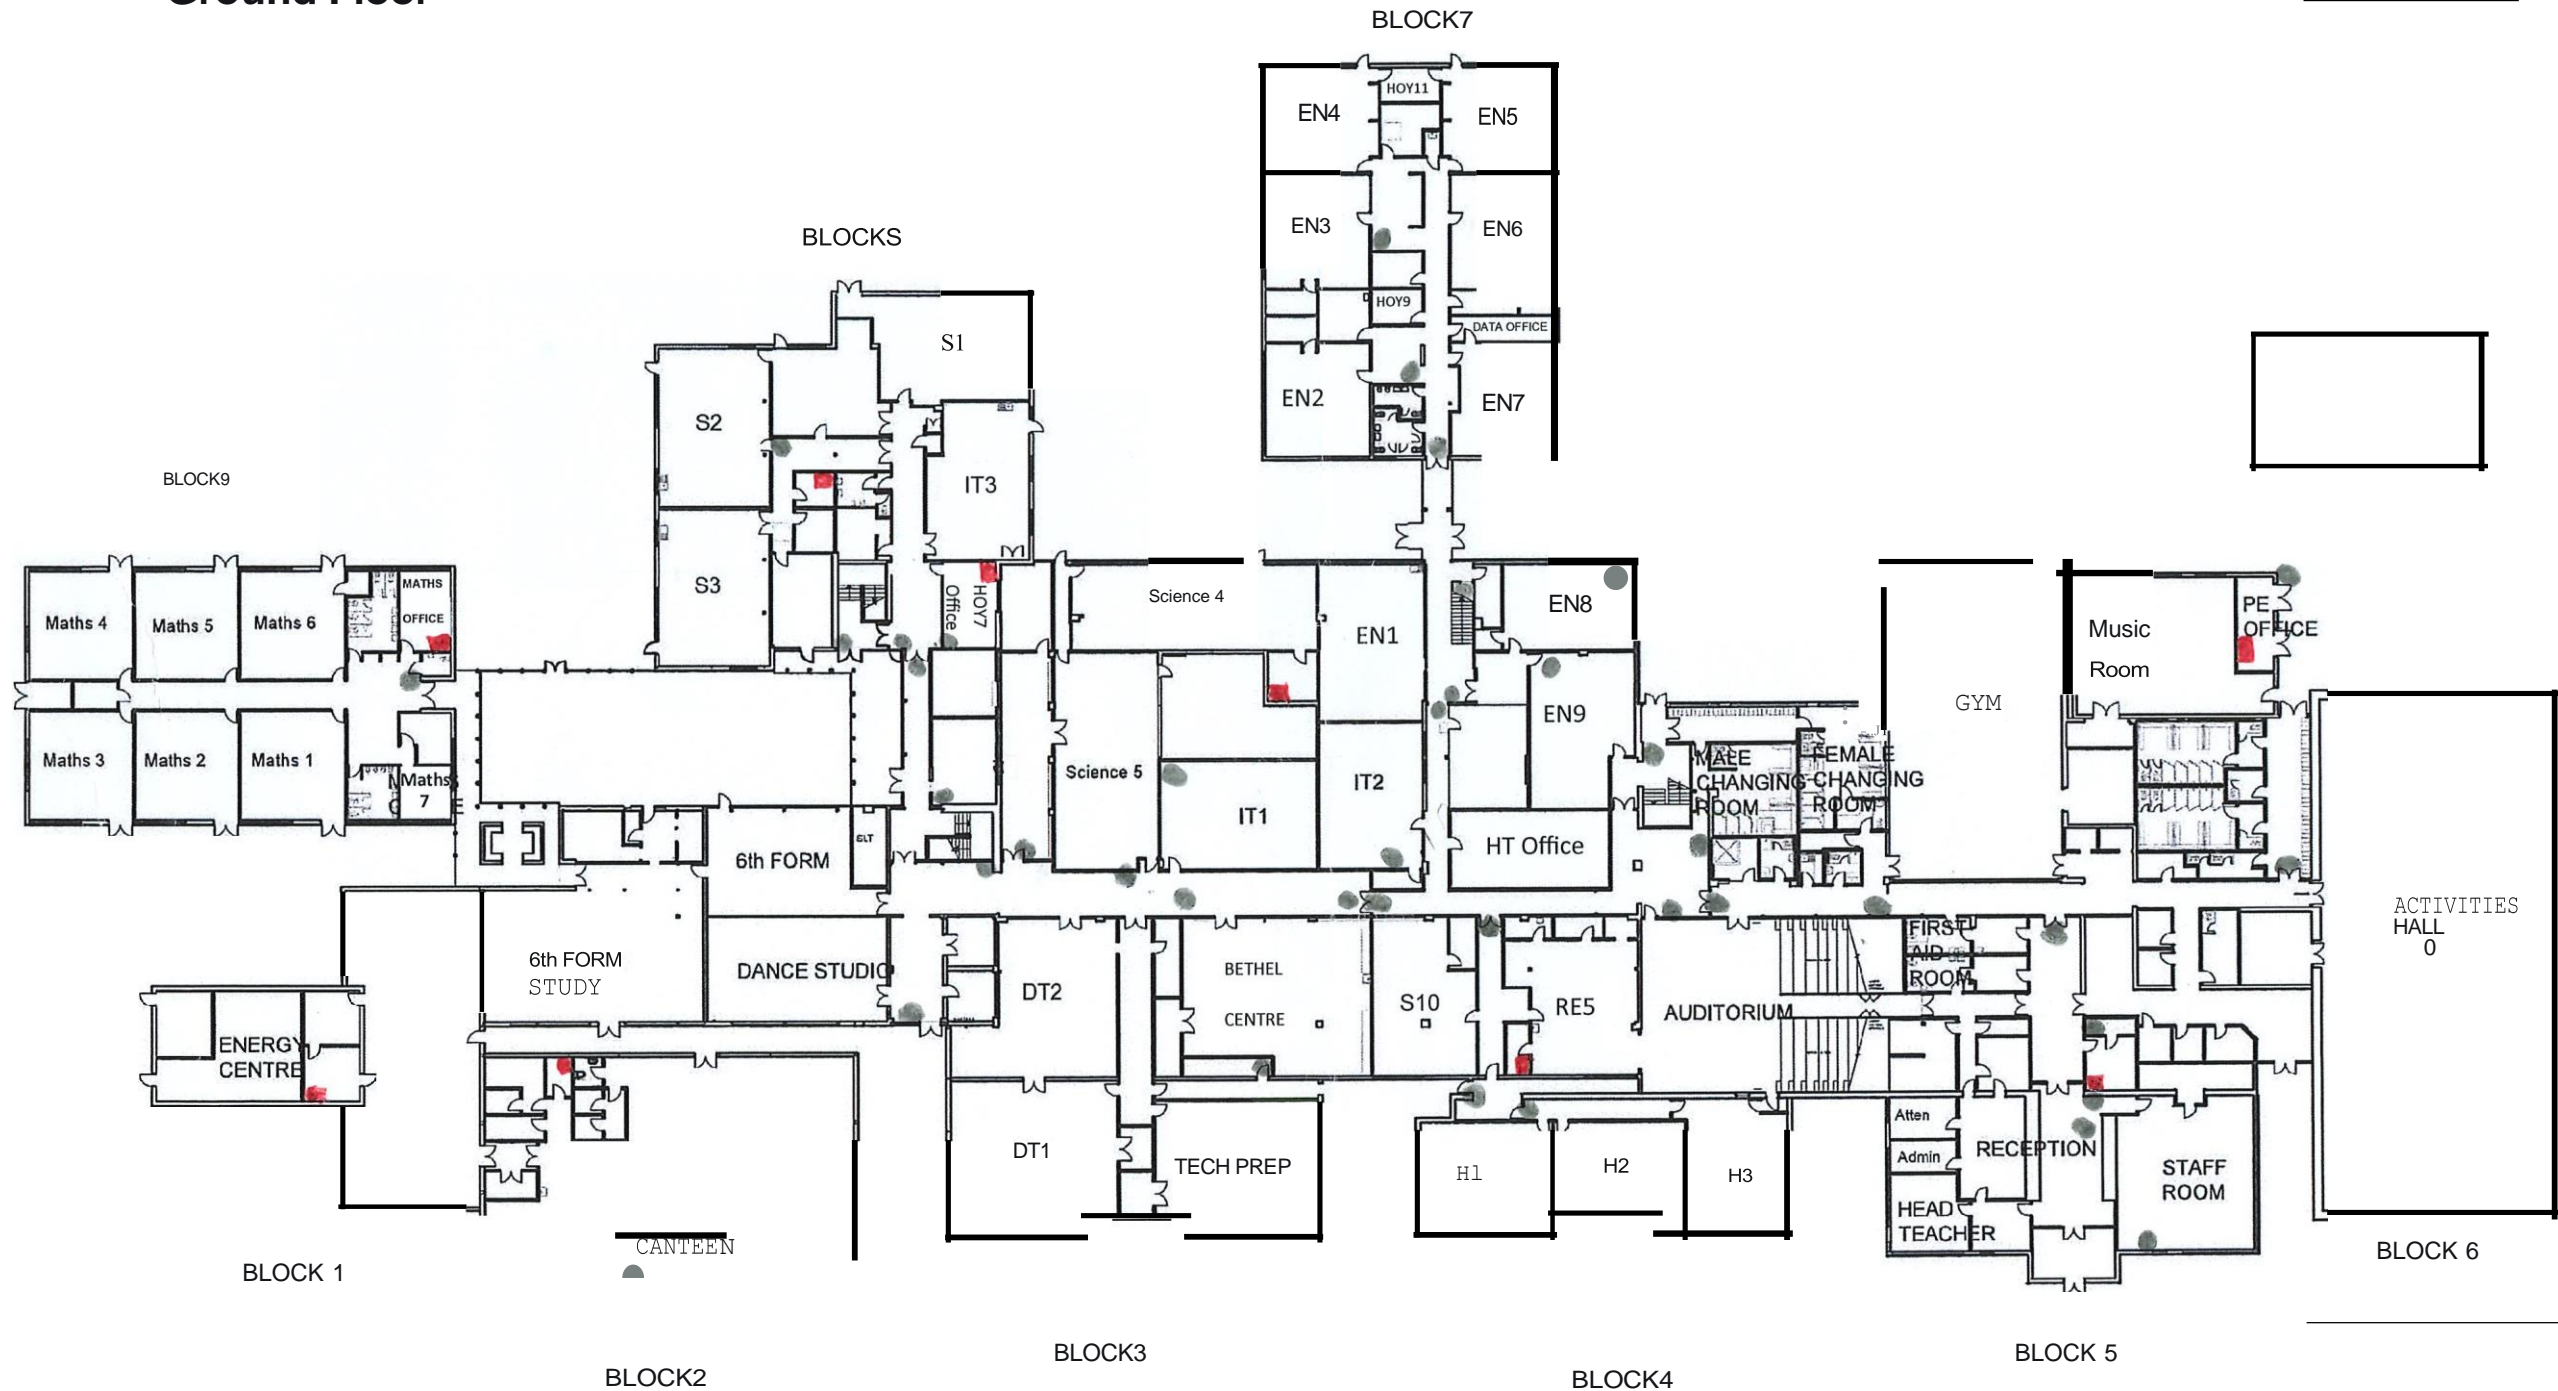 Ground Floor
BLOCK7
HOY11
EN4
EN5
EN3
EN6
BLOCKS
HOY9
DATA OFFICE
S1
EN2
EN7
S2
IT3
BLOCK9
MATHS
OFFICE
Maths 4
Maths 5
Maths 6
S3
HOY7
Office
Science 4
EN1
EN8
Music
Room
PE
OFFICE
GYM
EN9
Maths 3
Maths 2
Maths 1
Maths
7
Science 5
IT2
IT1
MALE
CHANGING
ROOM
FEMALE
CHANGING
ROOM
6th FORM
SLT
HT Office
ACTIVITIES
HALL
0
6th FORM
STUDY
DANCE STUDIO
DT2
BETHEL
CENTRE
S10
RE5
AUDITORIUM
FIRST
AID
ROOM
ENERGY
CENTRE
DT1
TECH PREP
H1
H2
H3
Atten
Admin
RECEPTION
HEAD
TEACHER
STAFF
ROOM
CANTEEN
BLOCK 1
BLOCK 6
BLOCK3
BLOCK 5
BLOCK2
BLOCK4